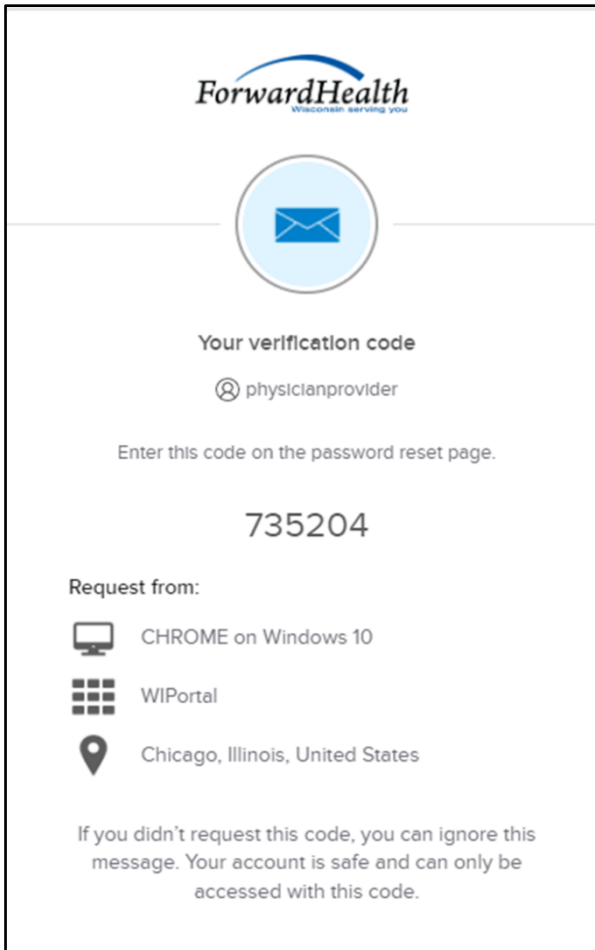 ForwardHealth
Wisconsin serving you
Your verification code
physicianprovider
Enter this code on the password reset page.
735204
Request from:
CHROME on Windows 10
WIPortal
Chicago, Illinois, United States
If you didn't request this code, you can ignore this
message. Your account is safe and can only be
accessed with this code.